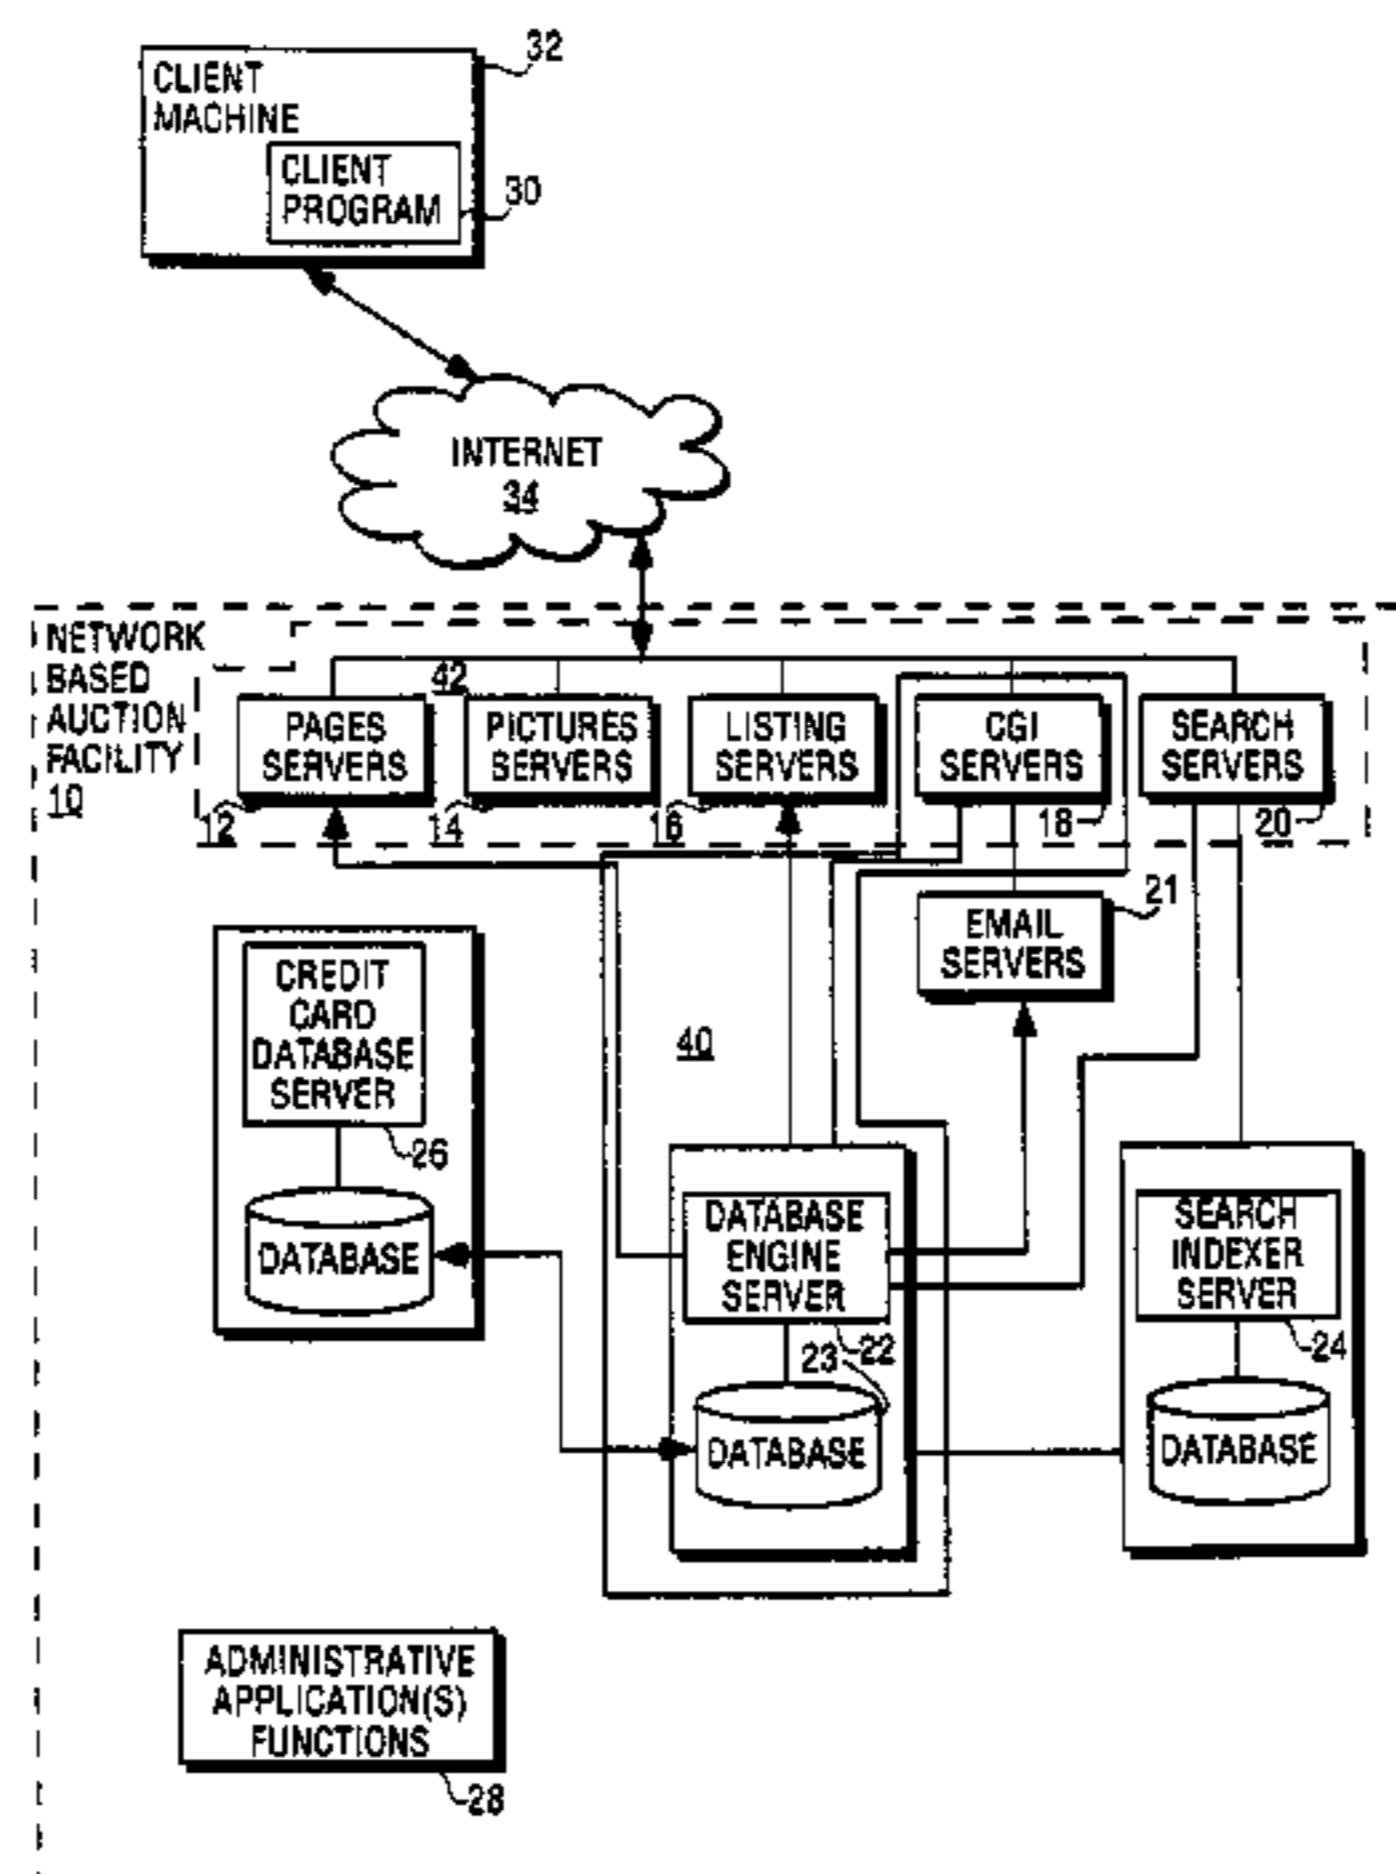 32
CLIENT
MACHINE
CLIENT
PROGRAM
30
INTERNET
34
NETWORK
BASED
AUCTION
FACILITY
10
42
PAGES
SERVERS
12
PICTURES
SERVERS
14
LISTING
SERVERS
16
CGI
SERVERS
18
SEARCH
SERVERS
20
EMAIL
SERVERS
21
CREDIT
CARD
DATABASE
SERVER
26
DATABASE
40
DATABASE
ENGINE
SERVER
22
23
DATABASE
SEARCH
INDEXER
SERVER
24
DATABASE
ADMINISTRATIVE
APPLICATION(S)
FUNCTIONS
28